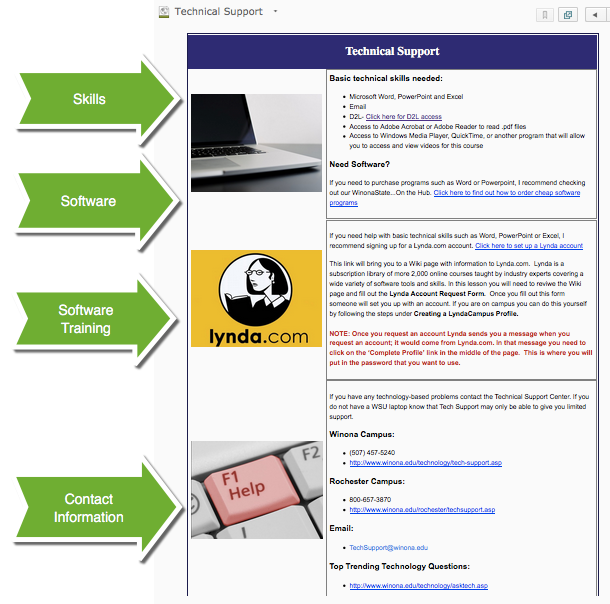 Technical Support
Technical Support
Skills
Basic technical skills needed:
Microsoft Word, PowerPoint and Excel
Email
D2L- Click here for D2L access
Access to Adobe Acrobat or Adobe Reader to read .pdf files
Access to Windows Media Player, QuickTime, or another program that will allow
you to access and view videos for this course
Software
Need Software?
If you need to purchase programs such as Word or Powerpoint, I recommend checking
out our WinonaState...On the Hub. Click here to find out how to order cheap software
programs
Software
Training
lynda.com
If you need help with basic technical skills such as Word, PowerPoint or Excel, I
recommend signing up for a Lynda.com account. Click here to set up a Lynda account
This link will bring you to a Wiki page with information to Lynda.com. Lynda is a
subscription library of more 2,000 online courses taught by industry experts covering a
wide variety of software tools and skills. In this lesson you will need to reviwe the Wiki
page and fill out the Lynda Account Request Form. Once you fill out this form
someone will set you up with an account. If you are on campus you can do this yourself
by following the steps under Creating a LyndaCampus Profile.
NOTE: Once you request an account Lynda sends you a message when you
request an account; it would come from Lynda.com. In that message you need to
click on the 'Complete Profile' link in the middle of the page. This is where you will
put in the password that you want to use.
Contact
Information
F1
Help
F2
If you have any technology-based problems contact the Technical Support Center. If you
do not have a WSU laptop know that Tech Support may only be able to give you limited
support.
Winona Campus:
(507) 457-5240
http://www.winona.edu/technology/tech-support.asp
Rochester Campus:
800-657-3870
http://www.winona.edu/rochester/techsupport.asp
Email:
TechSupport@winona.edu
Top Trending Technology Questions:
http://www.winona.edu/technology/asktech.asp